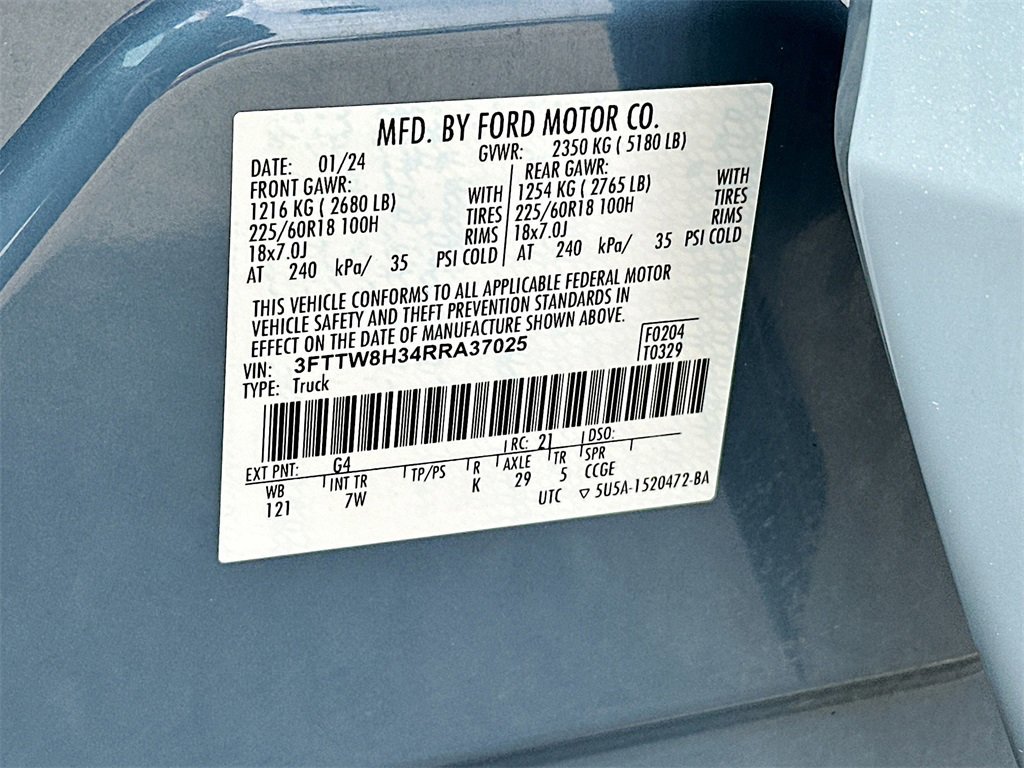 MFD. BY FORD MOTOR CO.
DATE: 01/24 GVWR: 2350 KG ( 5180 LB)
FRONT GAWR: REAR GAWR:
1216 KG ( 2680 LB) WITH 1254 KG ( 2765 LB) WITH
225/60R18 100H TIRES 225/60R18 100H TIRES
18x7.0J RIMS 18x7.0J RIMS
AT 240 kPa/ 35 PSI COLD AT 240 kPa/ 35 PSI COLD
THIS VEHICLE CONFORMS TO ALL APPLICABLE FEDERAL MOTOR
VEHICLE SAFETY AND THEFT PREVENTION STANDARDS IN
EFFECT ON THE DATE OF MANUFACTURE SHOWN ABOVE.
VIN: 3FTTW8H34RRA37025 F0204
TYPE: Truck T0329
EXT PNT: G4 RC: 21 DSO:
WB INT TR TP/PS R AXLE TR SPR
121 7W K 29 5 CCGE
UTC ▽ 5U5A-1520472-BA